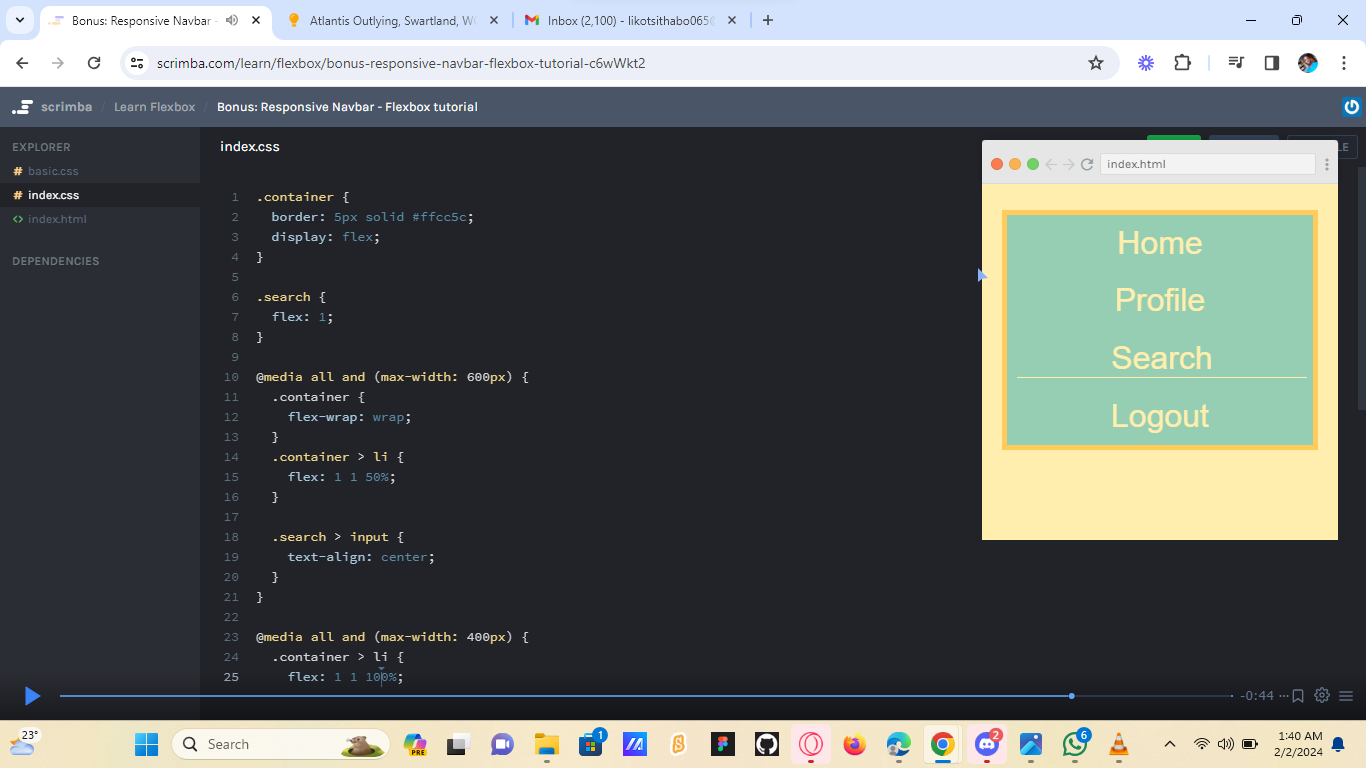 Bonus: Responsive Navbar -
Atlantis Outlying, Swartland, W
Inbox (2,100) - likotsithabo065
scrimba.com/learn/flexbox/bonus-responsive-navbar-flexbox-tutorial-c6wWkt2
scrimba / Learn Flexbox / Bonus: Responsive Navbar - Flexbox tutorial
EXPLORER
# basic.css
# index.css
<> index.html
DEPENDENCIES
index.css
1 .container {
2 border: 5px solid #ffcc5c;
3 display: flex;
4 }
5
6 .search {
7 flex: 1;
8 }
9
10 @media all and (max-width: 600px) {
11 .container {
12 flex-wrap: wrap;
13 }
14 .container > li {
15 flex: 1 1 50%;
16 }
17
18 .search > input {
19 text-align: center;
20 }
21 }
22
23 @media all and (max-width: 400px) {
24 .container > li {
25 flex: 1 1 100%;
LE
index.html
Home
Profile
Search
Logout
-0:44
23°
Search
PRE
1
2
6
1:40 AM
2/2/2024